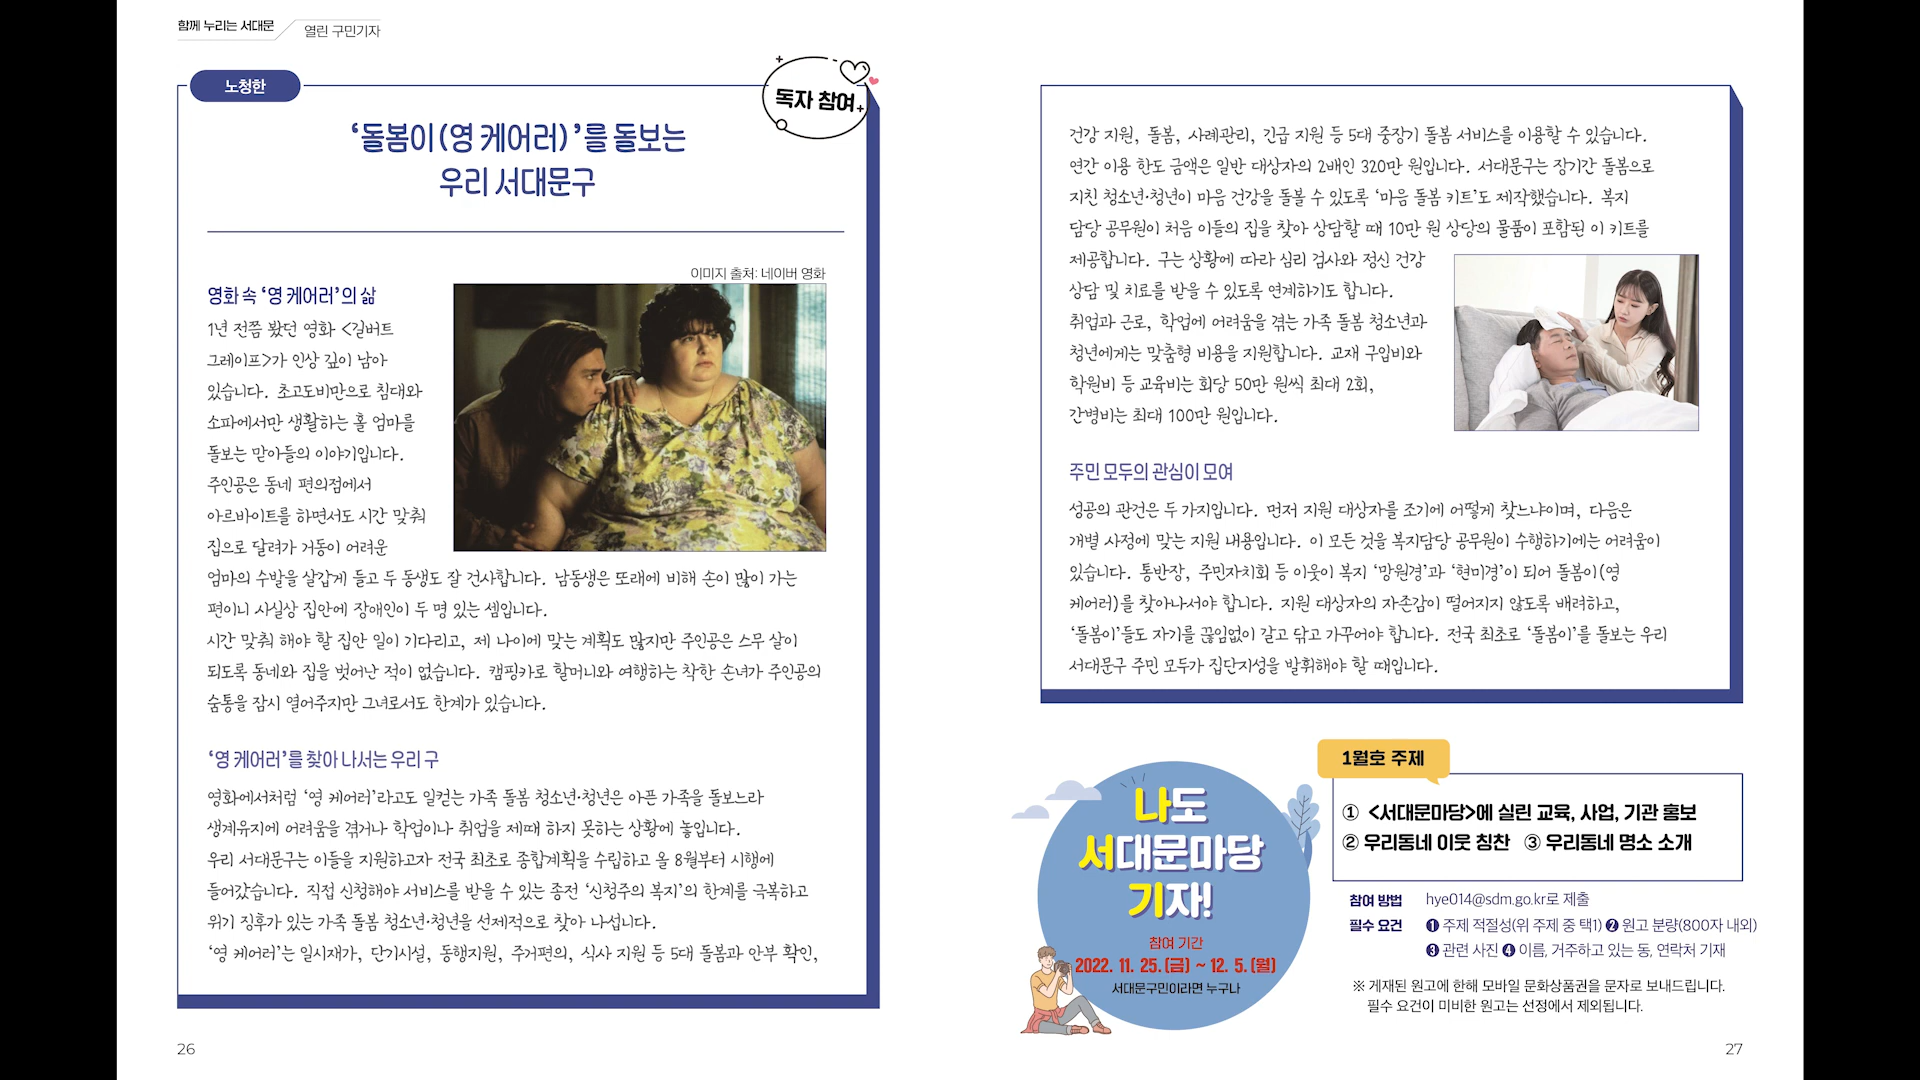 함께 누리는 서대문
열린 구민기자
노청한
독자 참여
‘돌봄이(영 케어러)’를 돌보는
우리 서대문구
이미지 출처: 네이버 영화
영화 속 ‘영 케어러’의 삶
1년 전쯤 봤던 영화 <길버트
그레이프>가 인상 깊이 남아
있습니다. 초고도비만으로 침대와
소파에서만 생활하는 홀 엄마를
돌보는 맏아들의 이야기입니다.
주인공은 동네 편의점에서
아르바이트를 하면서도 시간 맞춰
집으로 달려가 거동이 어려운
엄마의 수발을 살갑게 들고 두 동생도 잘 건사합니다. 남동생은 또래에 비해 손이 많이 가는
편이니 사실상 집안에 장애인이 두 명 있는 셈입니다.
시간 맞춰 해야 할 집안 일이 기다리고, 제 나이에 맞는 계획도 많지만 주인공은 스무 살이
되도록 동네와 집을 벗어난 적이 없습니다. 캠핑카로 할머니와 여행하는 착한 손녀가 주인공의
숨통을 잠시 열어주지만 그녀로서도 한계가 있습니다.
‘영 케어러’를 찾아 나서는 우리 구
영화에서처럼 ‘영 케어러’라고도 일컫는 가족 돌봄 청소년·청년은 아픈 가족을 돌보느라
생계유지에 어려움을 겪거나 학업이나 취업을 제때 하지 못하는 상황에 놓입니다.
우리 서대문구는 이들을 지원하고자 전국 최초로 종합계획을 수립하고 올 8월부터 시행에
들어갔습니다. 직접 신청해야 서비스를 받을 수 있는 종전 ‘신청주의 복지’의 한계를 극복하고
위기 징후가 있는 가족 돌봄 청소년·청년을 선제적으로 찾아 나섭니다.
‘영 케어러’는 일시재가, 단기시설, 동행지원, 주거편의, 식사 지원 등 5대 돌봄과 안부 확인,
26
건강 지원, 돌봄, 사례관리, 긴급 지원 등 5대 중장기 돌봄 서비스를 이용할 수 있습니다.
연간 이용 한도 금액은 일반 대상자의 2배인 320만 원입니다. 서대문구는 장기간 돌봄으로
지친 청소년·청년이 마음 건강을 돌볼 수 있도록 ‘마음 돌봄 키트’도 제작했습니다. 복지
담당 공무원이 처음 이들의 집을 찾아 상담할 때 10만 원 상당의 물품이 포함된 이 키트를
제공합니다. 구는 상황에 따라 심리 검사와 정신 건강
상담 및 치료를 받을 수 있도록 연계하기도 합니다.
취업과 근로, 학업에 어려움을 겪는 가족 돌봄 청소년과
청년에게는 맞춤형 비용을 지원합니다. 교재 구입비와
학원비 등 교육비는 회당 50만 원씩 최대 2회,
간병비는 최대 100만 원입니다.
주민 모두의 관심이 모여
성공의 관건은 두 가지입니다. 먼저 지원 대상자를 조기에 어떻게 찾느냐이며, 다음은
개별 사정에 맞는 지원 내용입니다. 이 모든 것을 복지담당 공무원이 수행하기에는 어려움이
있습니다. 통반장, 주민자치회 등 이웃이 복지 ‘망원경’과 ‘현미경’이 되어 돌봄이(영
케어러)를 찾아나서야 합니다. 지원 대상자의 자존감이 떨어지지 않도록 배려하고,
‘돌봄이’들도 자기를 끊임없이 갈고 닦고 가꾸어야 합니다. 전국 최초로 ‘돌봄이’를 돌보는 우리
서대문구 주민 모두가 집단지성을 발휘해야 할 때입니다.
나도
서대문마당
기자!
참여 기간
2022. 11. 25.(금) ~ 12. 5.(월)
서대문구민이라면 누구나
1월호 주제
① <서대문마당>에 실린 교육, 사업, 기관 홍보
② 우리동네 이웃 칭찬 ③ 우리동네 명소 소개
참여 방법 hye014@sdm.go.kr로 제출
필수 요건 ❶ 주제 적절성(위 주제 중 택1) ❷ 원고 분량(800자 내외)
❸ 관련 사진 ❹ 이름, 거주하고 있는 동, 연락처 기재
※ 게재된 원고에 한해 모바일 문화상품권을 문자로 보내드립니다.
필수 요건이 미비한 원고는 선정에서 제외됩니다.
27